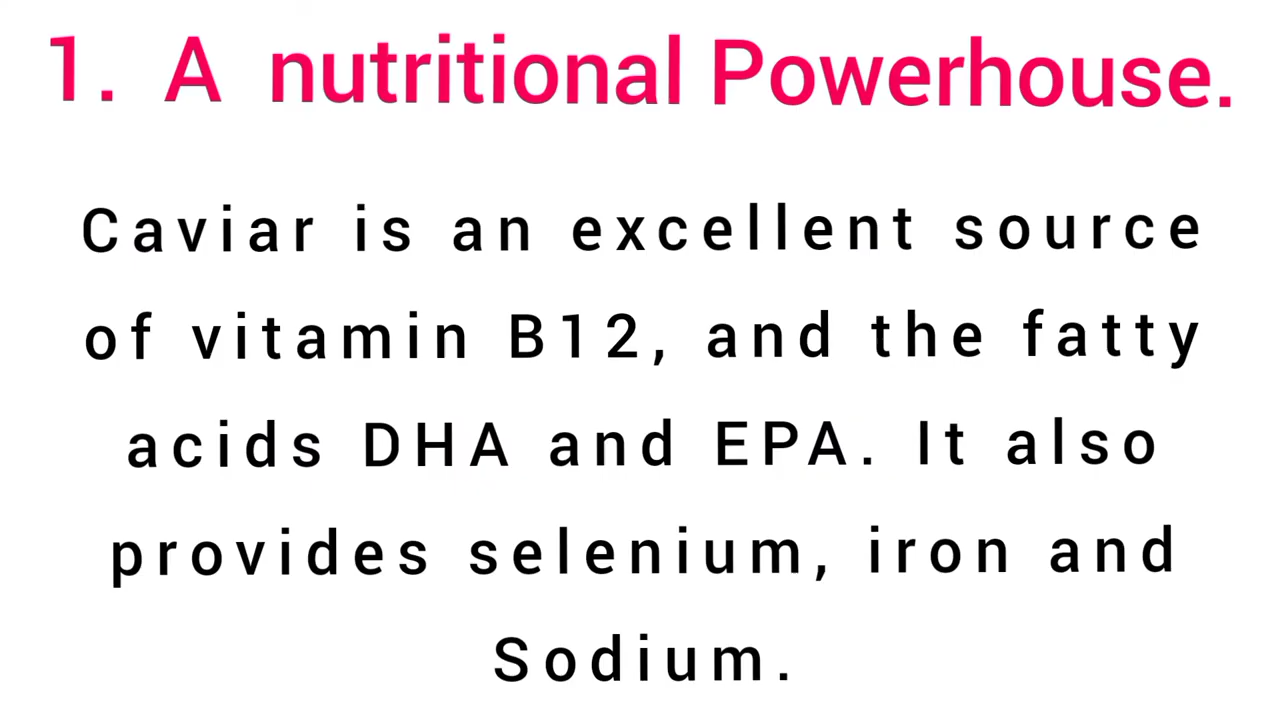 1. A nutritional Powerhouse.
Caviar is an excellent source
of vitamin B12, and the fatty
acids DHA and EPA. It also
provides selenium, iron and
Sodium.